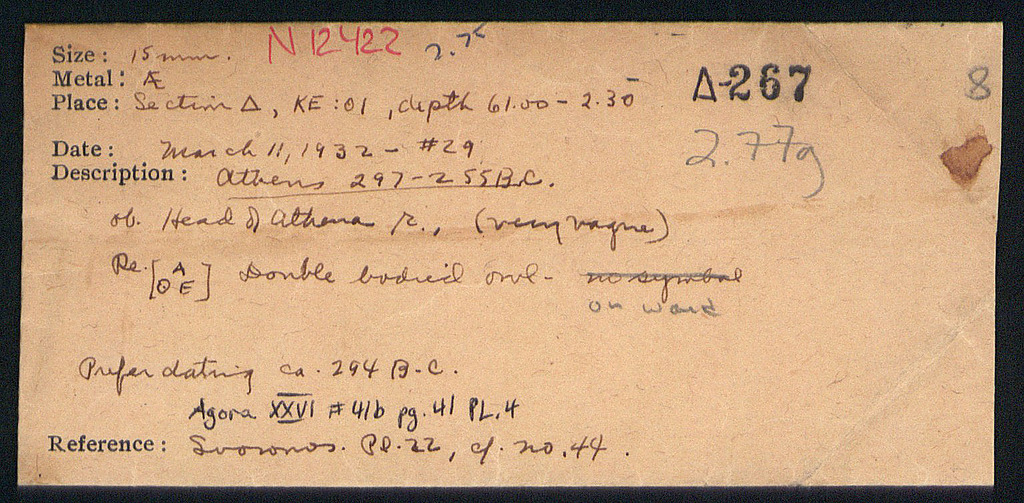 Size: 15 mm. N 12422 2.75
Metal: Æ Δ-267 8
Place: Section Δ, KE:01, depth 61.00 - 2.30
2.77g
Date: March 11, 1932 - #29
Description: Athens 297-255 B.C.
ob. Head of Athena r., (very vague)
Re. [A ΘE] Double bodied owl - no symbol
on
Prefer dating ca. 294 B.C.
Agora XXVI #41b pg. 41 PL. 4
Reference: Svoronos. Pl. 22, cf. no. 44.